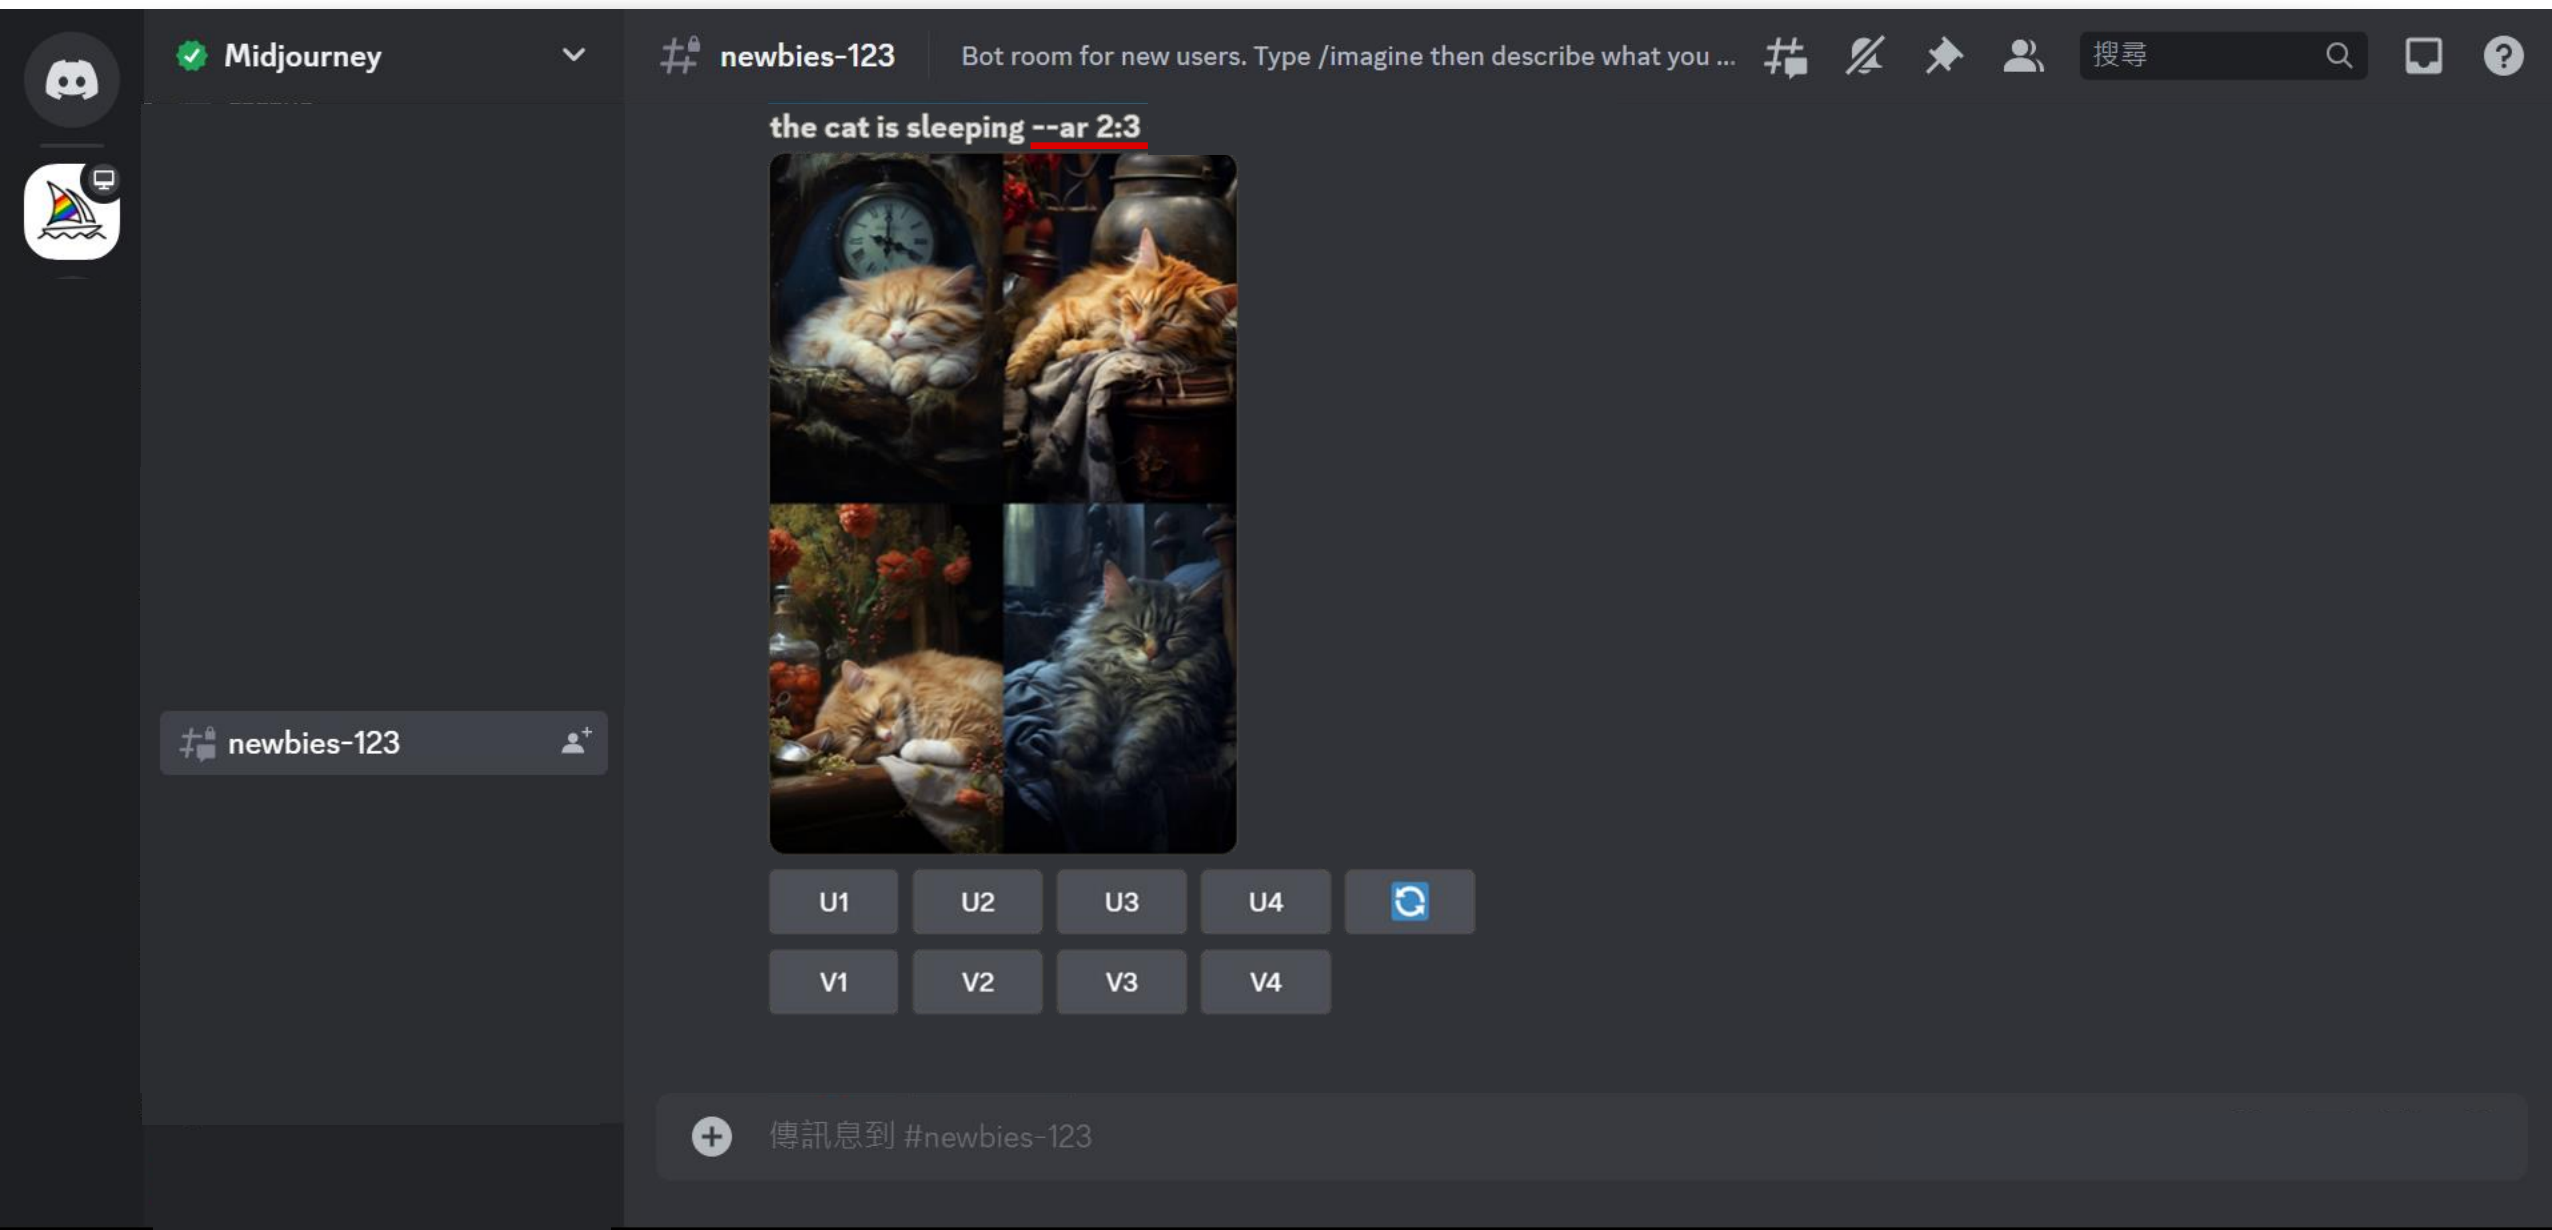 Midjourney
newbies-123
Bot room for new users. Type /imagine then describe what you ...
搜尋
the cat is sleeping --ar 2:3
newbies-123
U1
U2
U3
U4
V1
V2
V3
V4
傳訊息到 #newbies-123